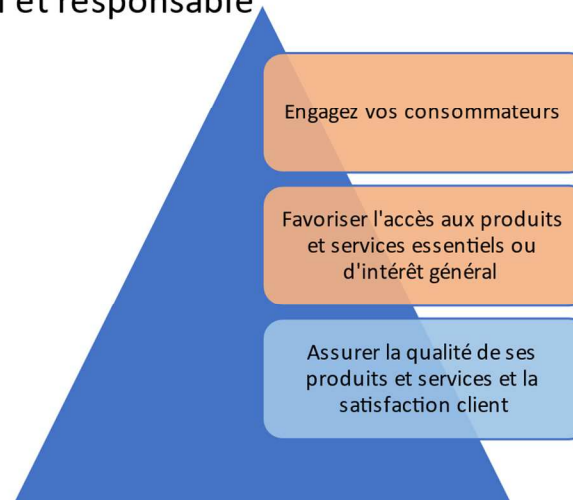 et responsable
Engagez vos consommateurs
Favoriser l'accès aux produits
et services essentiels ou
d'intérêt général
Assurer la qualité de ses
produits et services et la
satisfaction client